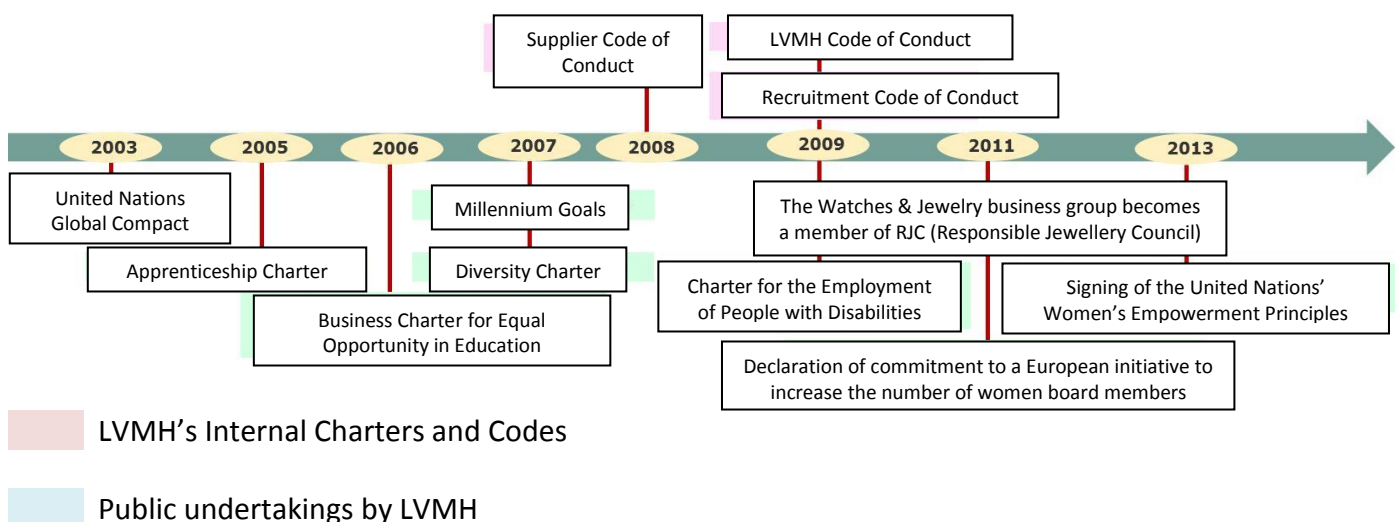 Supplier Code of
Conduct
LVMH Code of Conduct
Recruitment Code of Conduct
2003
2005
2006
2007
2008
2009
2011
2013
United Nations
Global Compact
Apprenticeship Charter
Business Charter for Equal
Opportunity in Education
Millennium Goals
Diversity Charter
The Watches & Jewelry business group becomes
a member of RJC (Responsible Jewellery Council)
Charter for the Employment
of People with Disabilities
Signing of the United Nations’
Women’s Empowerment Principles
Declaration of commitment to a European initiative to
increase the number of women board members
LVMH’s Internal Charters and Codes
Public undertakings by LVMH